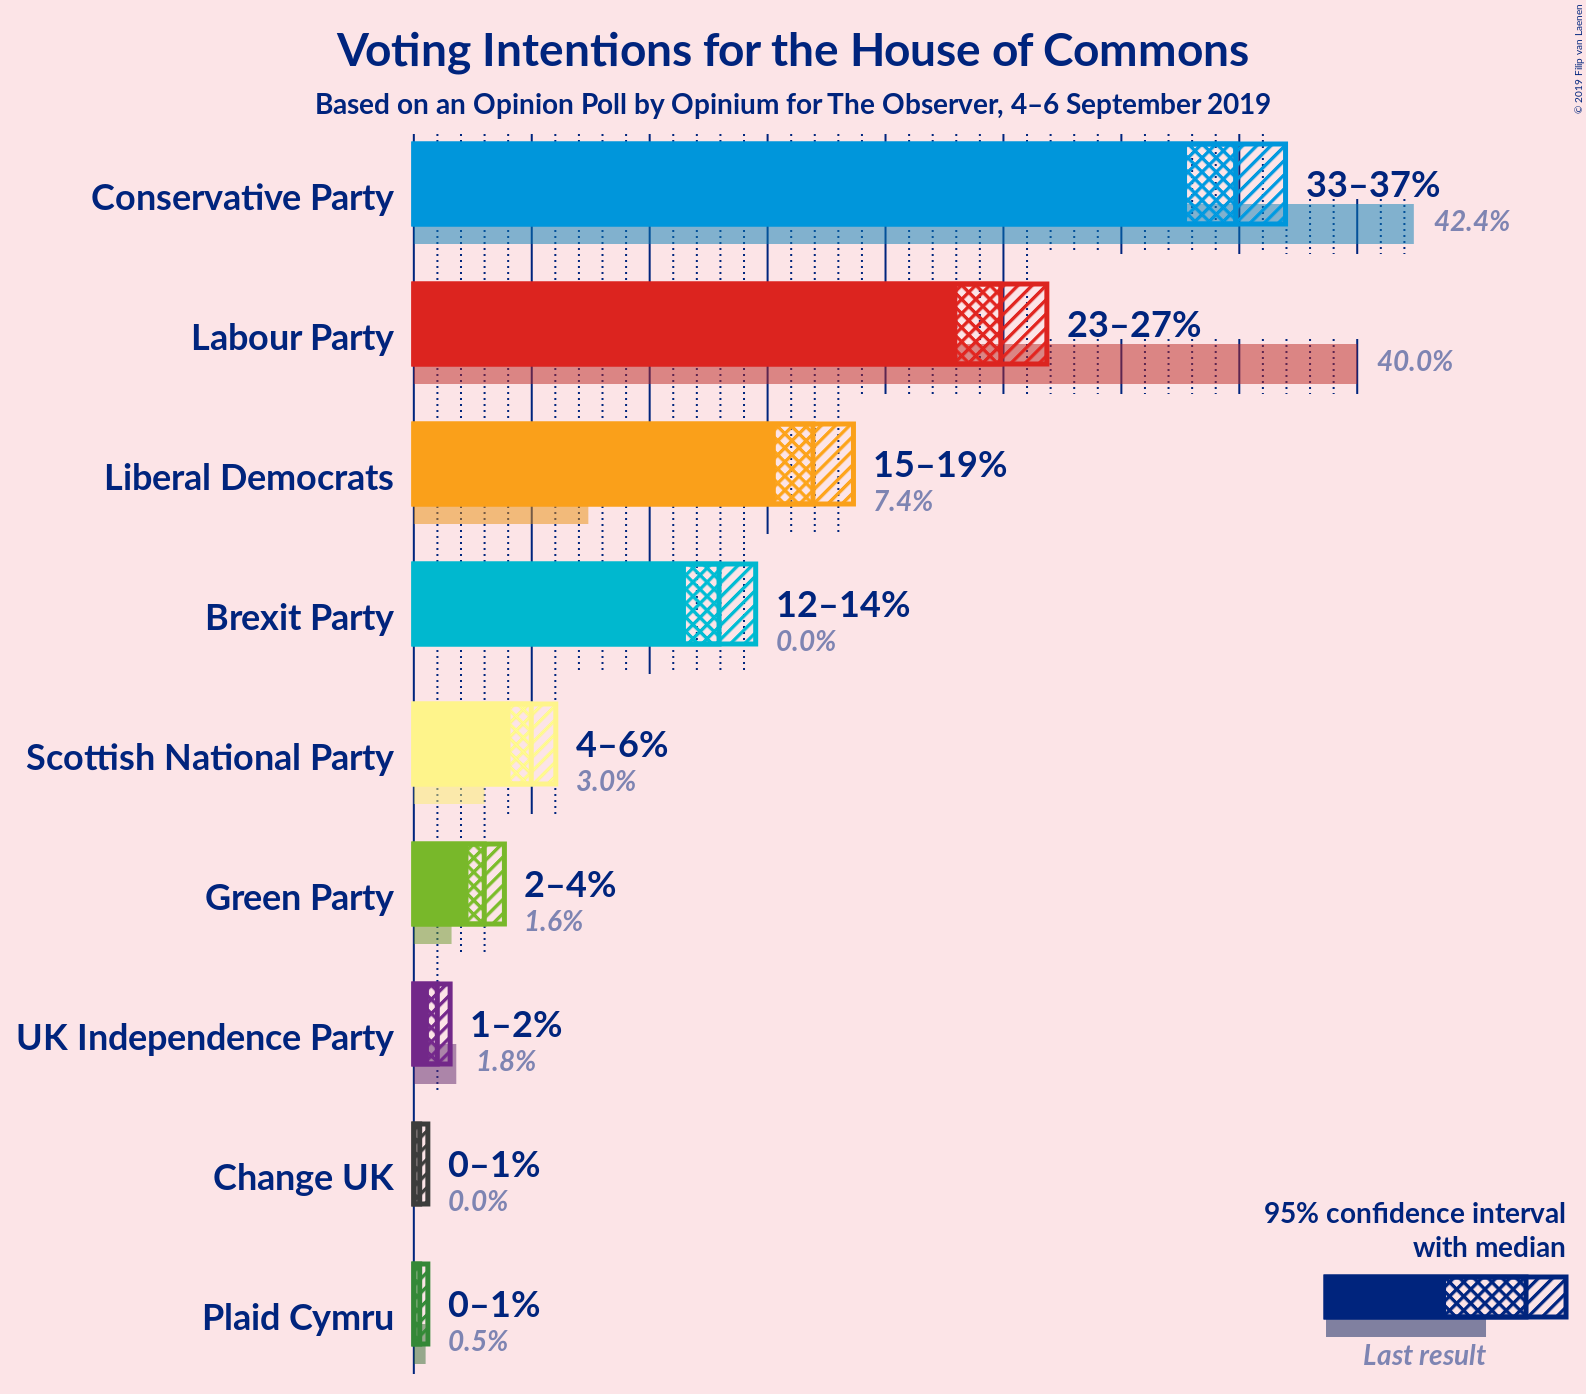 Voting Intentions for the House of Commons
Based on an Opinion Poll by Opinium for The Observer, 4–6 September 2019
© 2019 Filip van Laenen
Conservative Party
33–37%
42.4%
Labour Party
23–27%
40.0%
Liberal Democrats
15–19%
7.4%
Brexit Party
12–14%
0.0%
Scottish National Party
4–6%
3.0%
Green Party
2–4%
1.6%
UK Independence Party
1–2%
1.8%
Change UK
0–1%
0.0%
Plaid Cymru
0–1%
0.5%
95% confidence interval
with median
Last result